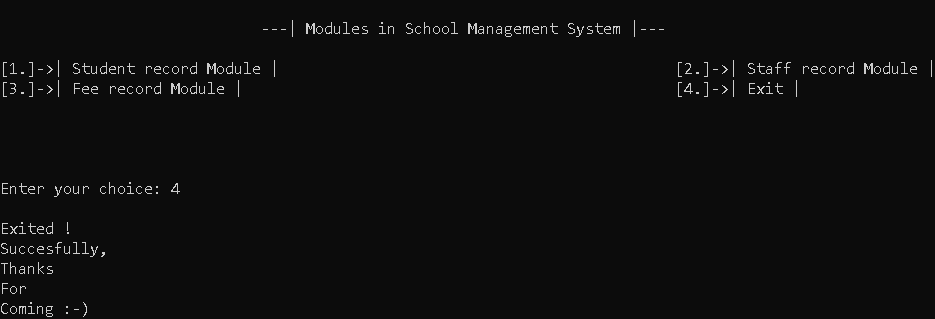 ---| Modules in School Management System |---
[1.]->| Student record Module | [2.]->| Staff record Module |
[3.]->| Fee record Module | [4.]->| Exit |
Enter your choice: 4
Exited !
Succesfully,
Thanks
For
Coming :-)